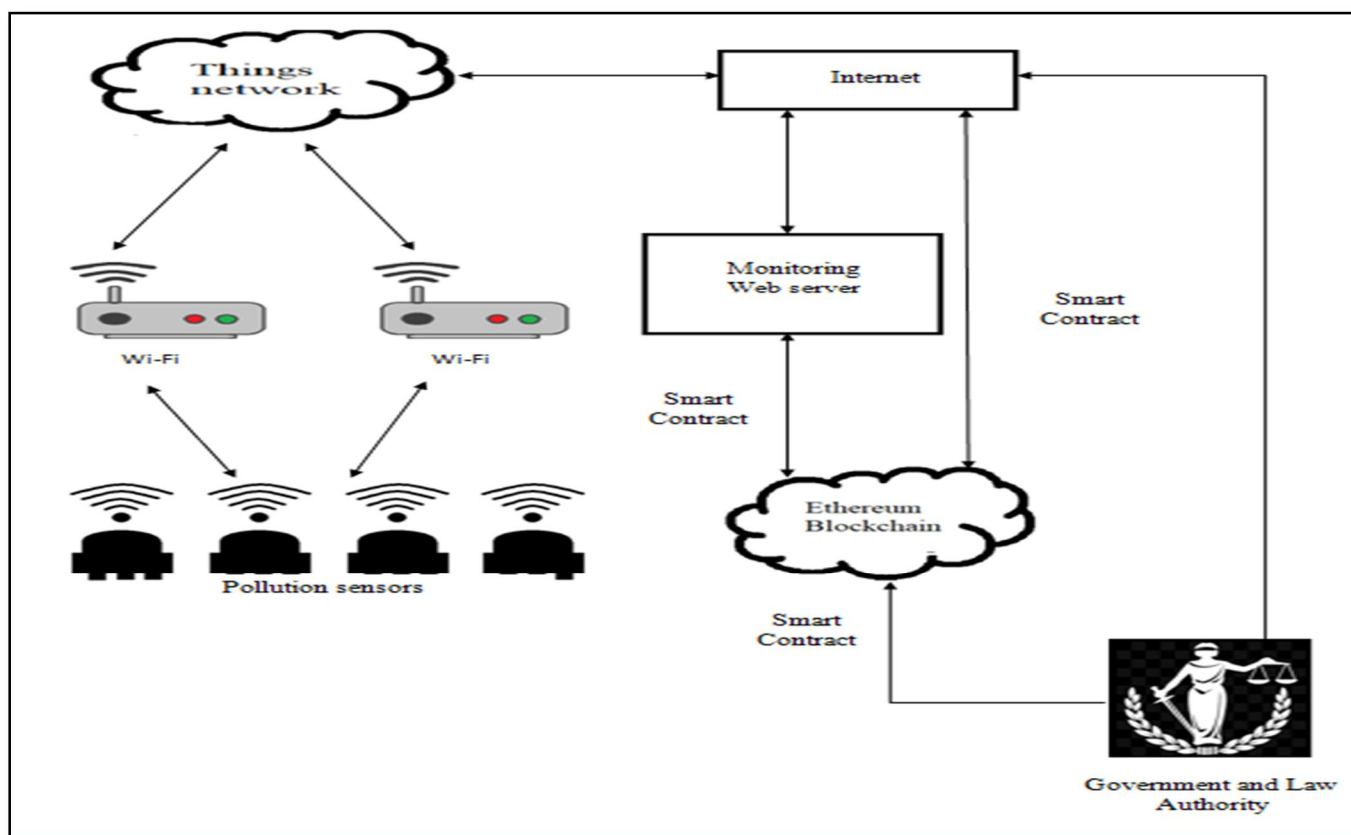 Things
network
Internet
Monitoring
Web server
Smart
Contract
Wi-Fi
Wi-Fi
Smart
Contract
Ethereum
Blockchain
Pollution sensors
Smart
Contract
Government and Law
Authority